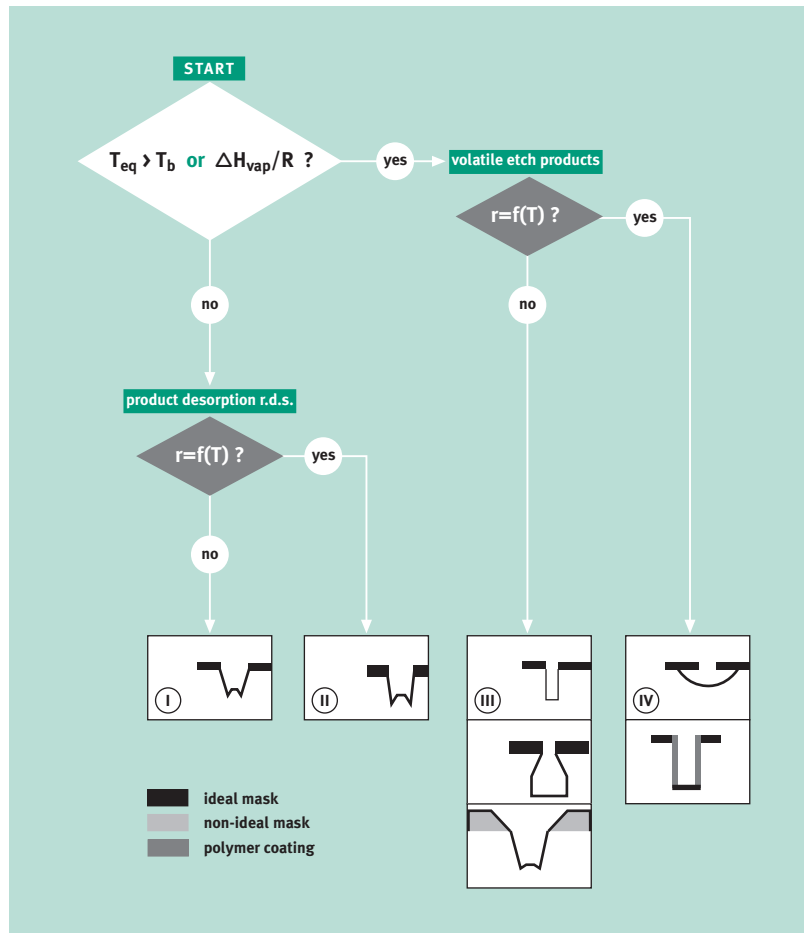 START
T_eq > T_b or △H_vap/R ?
yes
volatile etch products
r=f(T) ?
yes
no
no
product desorption r.d.s.
r=f(T) ?
yes
no
I
II
III
IV
ideal mask
non-ideal mask
polymer coating